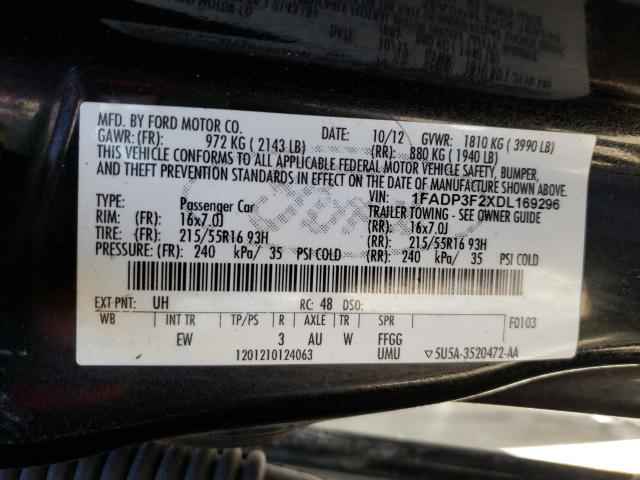 MFD. BY FORD MOTOR CO. DATE: 10/12 GVWR: 1810 KG ( 3990 LB)
GAWR: (FR) 972 KG ( 2143 LB) (RR): 880 KG ( 1940 LB)
THIS VEHICLE CONFORMS TO ALL APPLICABLE FEDERAL MOTOR VEHICLE SAFETY, BUMPER,
AND THEFT PREVENTION STANDARDS IN EFFECT ON THE DATE OF MANUFACTURE SHOWN ABOVE.
VIN: 1FADP3F2XDL169296
TYPE: Passenger Car TRAILER TOWING - SEE OWNER GUIDE
RIM: (FR) 16x7.0J (RR): 16x7.0J
TIRE: (FR) 215/55R16 93H (RR): 215/55R16 93H
PRESSURE: (FR) 240 kPa/ 35 PSI COLD (RR): 240 kPa/ 35 PSI COLD
EXT PNT: UH RC: 48 DSO:
WB INT TR TP/PS R AXLE TR SPR F0103
EW 3 AU W FFGG
1201210124063 UMU ▽5U5A-3520472-AA